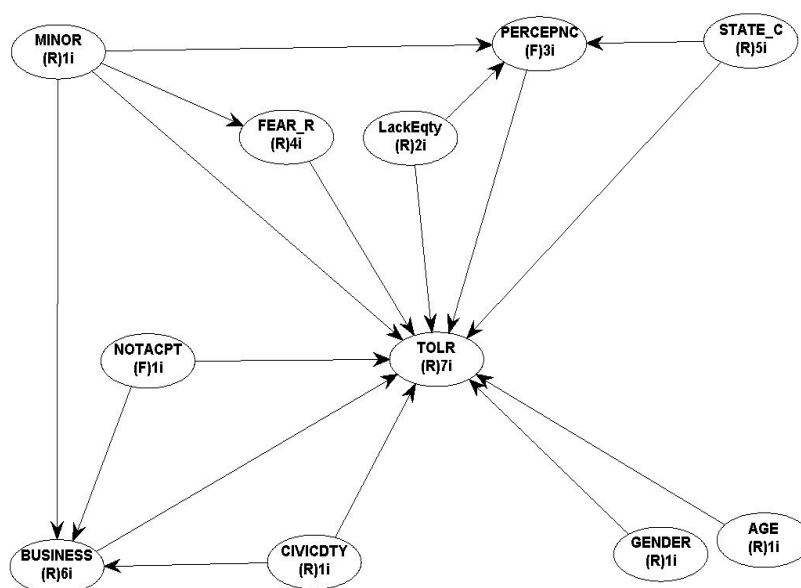 MINOR
(R)1i
PERCEPNC
(F)3i
STATE_C
(R)5i
FEAR_R
(R)4i
LackEqty
(R)2i
NOTACPT
(F)1i
TOLR
(R)7i
BUSINESS
(R)6i
CIVICDTY
(R)1i
GENDER
(R)1i
AGE
(R)1i